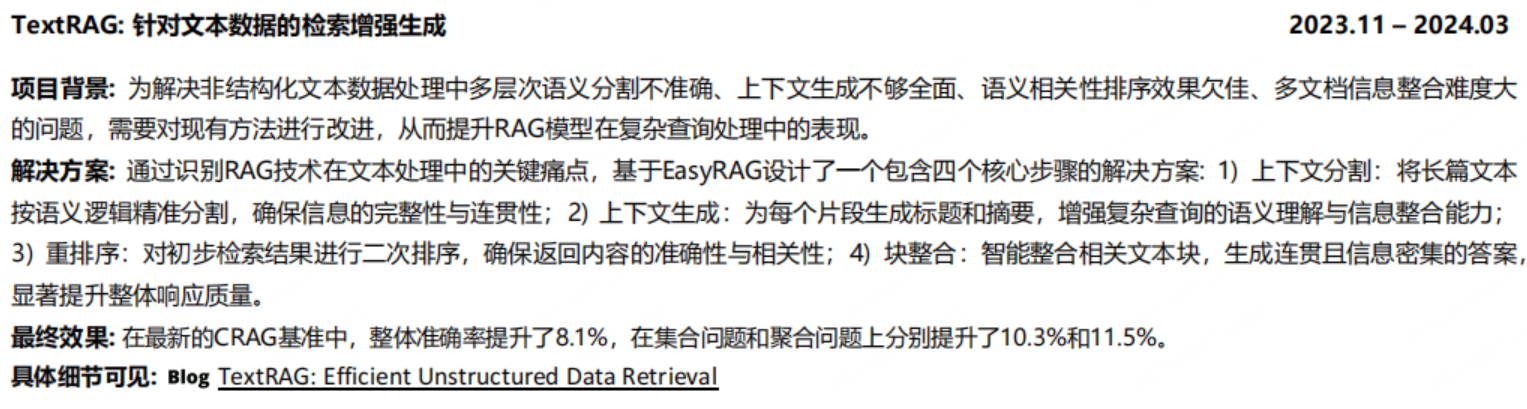 TextRAG: 针对文本数据的检索增强生成 2023.11 – 2024.03
项目背景: 为解决非结构化文本数据处理中多层次语义分割不准确、上下文生成不够全面、语义相关性排序效果欠佳、多文档信息整合难度大
的问题，需要对现有方法进行改进，从而提升RAG模型在复杂查询处理中的表现。
解决方案: 通过识别RAG技术在文本处理中的关键痛点，基于EasyRAG设计了一个包含四个核心步骤的解决方案: 1) 上下文分割：将长篇文本
按语义逻辑精准分割，确保信息的完整性与连贯性；2) 上下文生成：为每个片段生成标题和摘要，增强复杂查询的语义理解与信息整合能力；
3) 重排序：对初步检索结果进行二次排序，确保返回内容的准确性与相关性；4) 块整合：智能整合相关文本块，生成连贯且信息密集的答案，
显著提升整体响应质量。
最终效果: 在最新的CRAG基准中，整体准确率提升了8.1%，在集合问题和聚合问题上分别提升了10.3%和11.5%。
具体细节可见: Blog TextRAG: Efficient Unstructured Data Retrieval